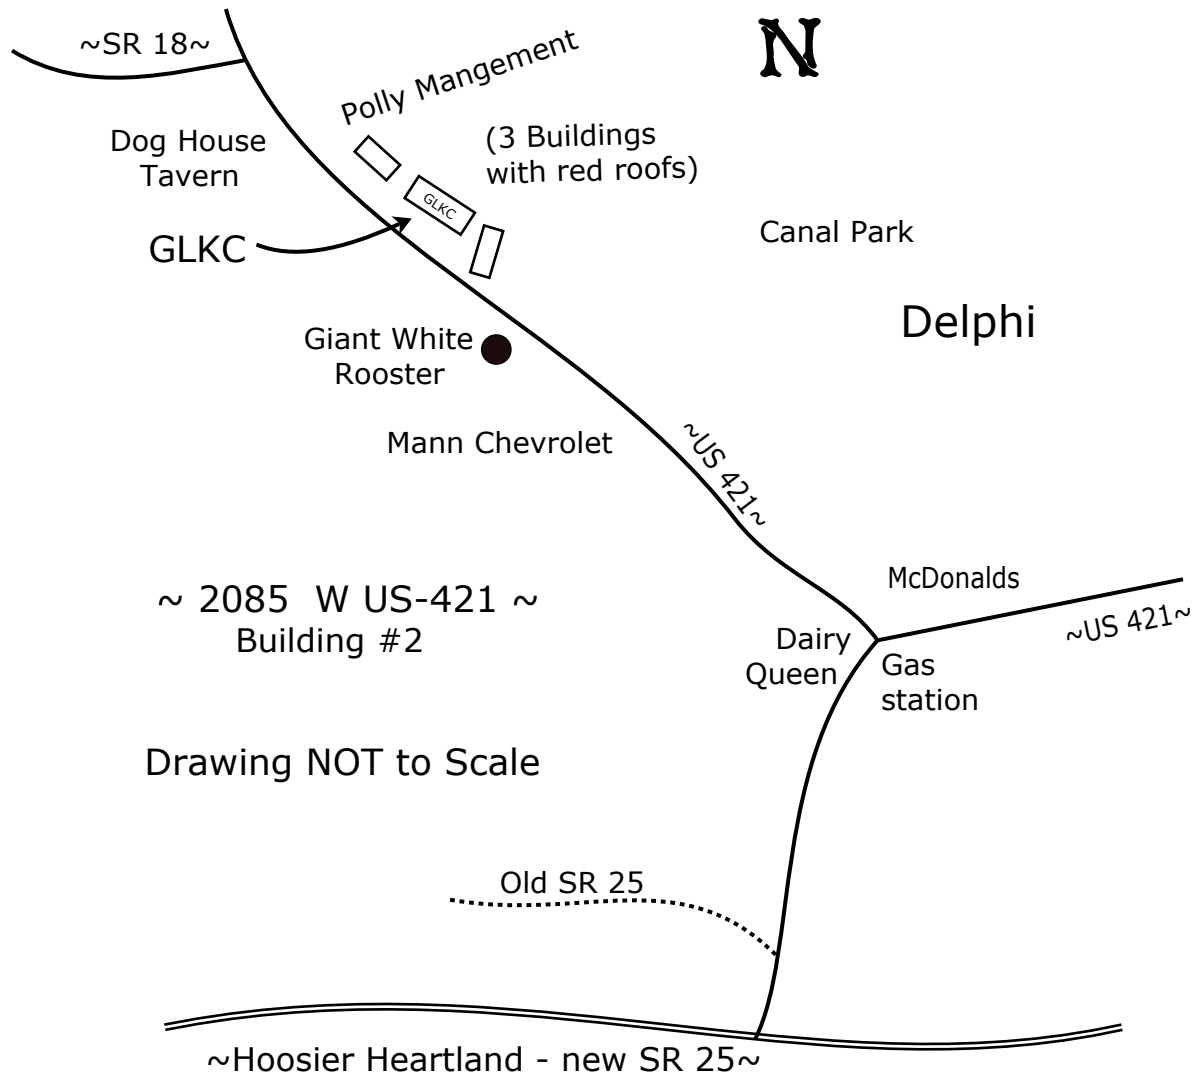 ~SR 18~
N
Polly Mangement
Dog House
Tavern
(3 Buildings
with red roofs)
GLKC
GLKC
Canal Park
Delphi
Giant White
Rooster
Mann Chevrolet
~US 421~
~ 2085  W US-421 ~
Building #2
McDonalds
~US 421~
Dairy
Queen
Gas
station
Drawing NOT to Scale
Old SR 25
~Hoosier Heartland - new SR 25~